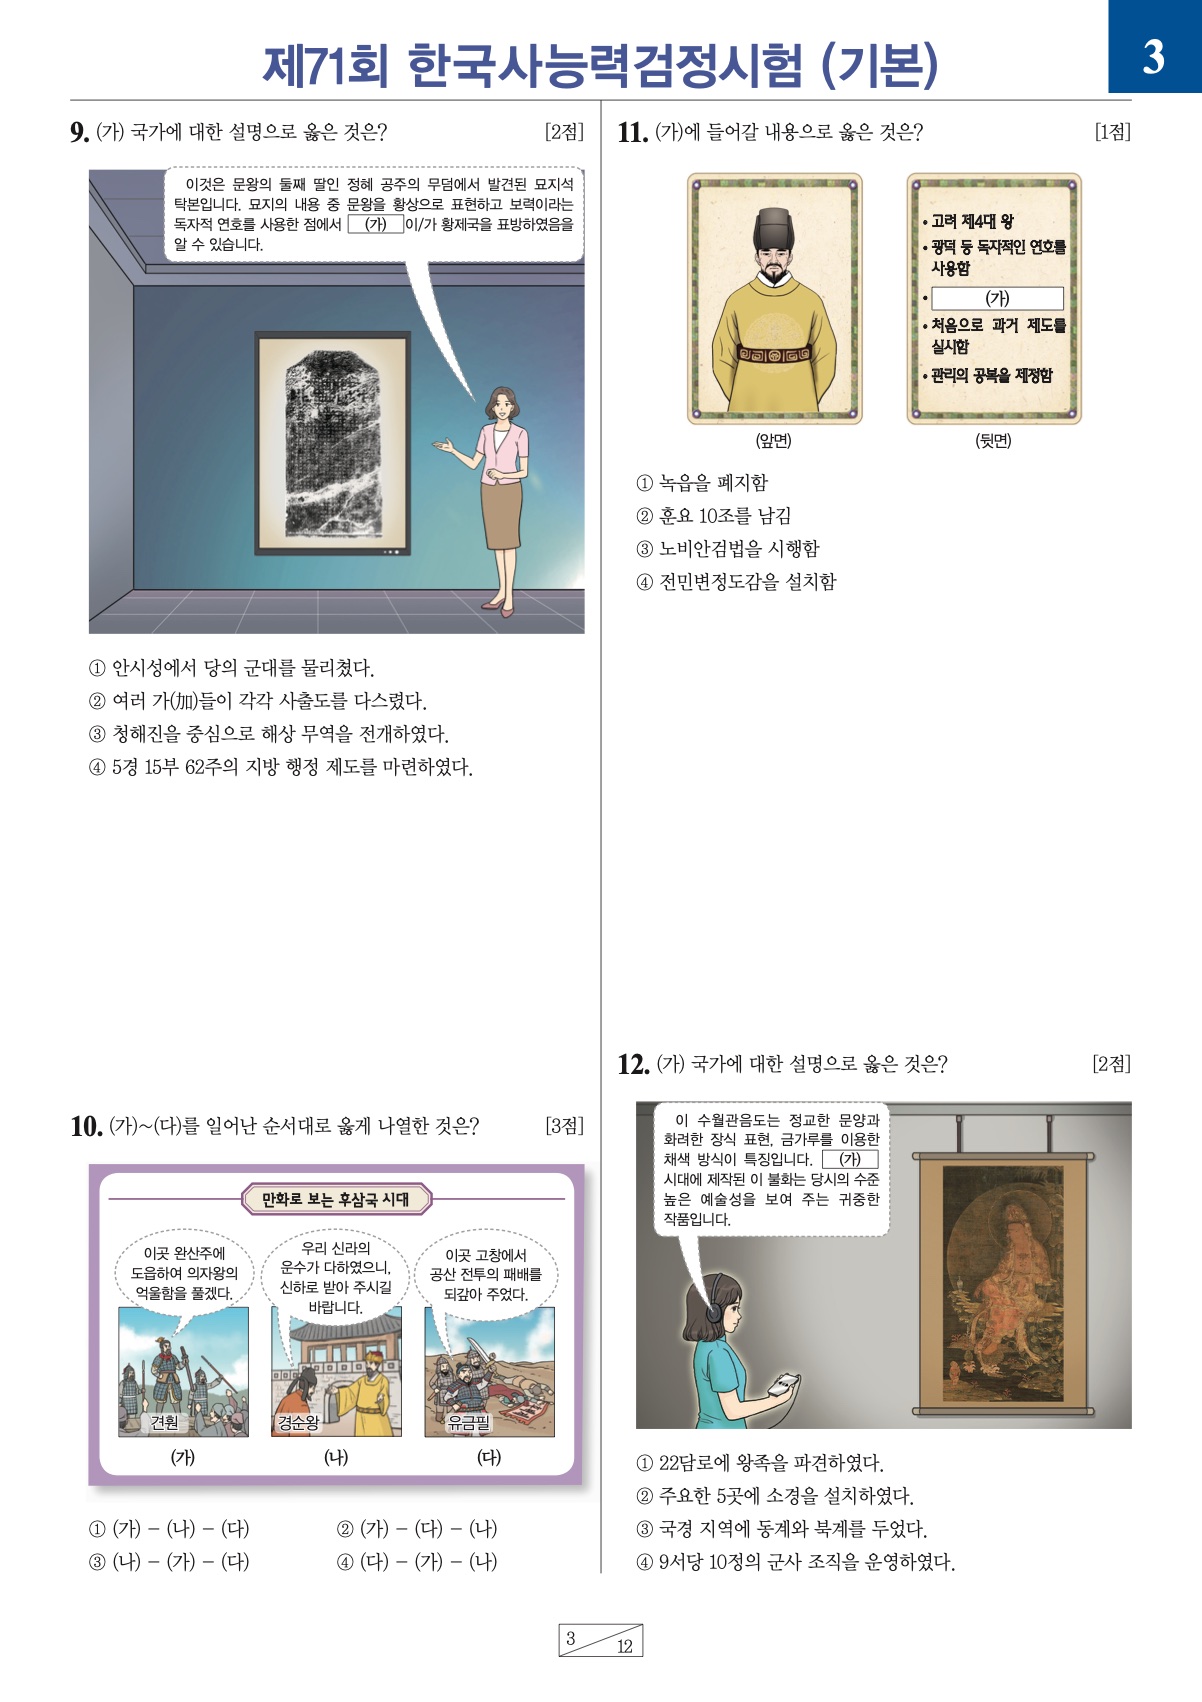 제71회 한국사능력검정시험 (기본)
3
9. (가) 국가에 대한 설명으로 옳은 것은? [2점]
이것은 문왕의 둘째 딸인 정혜 공주의 무덤에서 발견된 묘지석
탁본입니다. 묘지의 내용 중 문왕을 황상으로 표현하고 보력이라는
독자적 연호를 사용한 점에서 (가) 이/가 황제국을 표방하였음을
알 수 있습니다.
① 안시성에서 당의 군대를 물리쳤다.
② 여러 가(加)들이 각각 사출도를 다스렸다.
③ 청해진을 중심으로 해상 무역을 전개하였다.
④ 5경 15부 62주의 지방 행정 제도를 마련하였다.
10. (가)~(다)를 일어난 순서대로 옳게 나열한 것은? [3점]
만화로 보는 후삼국 시대
이곳 완산주에
도읍하여 의자왕의
억울함을 풀겠다.
견훤
(가)
우리 신라의
운수가 다하였으니,
신하로 받아 주시길
바랍니다.
경순왕
(나)
이곳 고창에서
공산 전투의 패배를
되갚아 주었다.
유금필
(다)
① (가) - (나) - (다) ② (가) - (다) - (나)
③ (나) - (가) - (다) ④ (다) - (가) - (나)
11. (가)에 들어갈 내용으로 옳은 것은? [1점]
• 고려 제4대 왕
• 광덕 등 독자적인 연호를
사용함
• (가)
• 처음으로 과거 제도를
실시함
• 관리의 공복을 제정함
(앞면) (뒷면)
① 녹읍을 폐지함
② 훈요 10조를 남김
③ 노비안검법을 시행함
④ 전민변정도감을 설치함
12. (가) 국가에 대한 설명으로 옳은 것은? [2점]
이 수월관음도는 정교한 문양과
화려한 장식 표현, 금가루를 이용한
채색 방식이 특징입니다. (가)
시대에 제작된 이 불화는 당시의 수준
높은 예술성을 보여 주는 귀중한
작품입니다.
① 22담로에 왕족을 파견하였다.
② 주요한 5곳에 소경을 설치하였다.
③ 국경 지역에 동계와 북계를 두었다.
④ 9서당 10정의 군사 조직을 운영하였다.
3 12